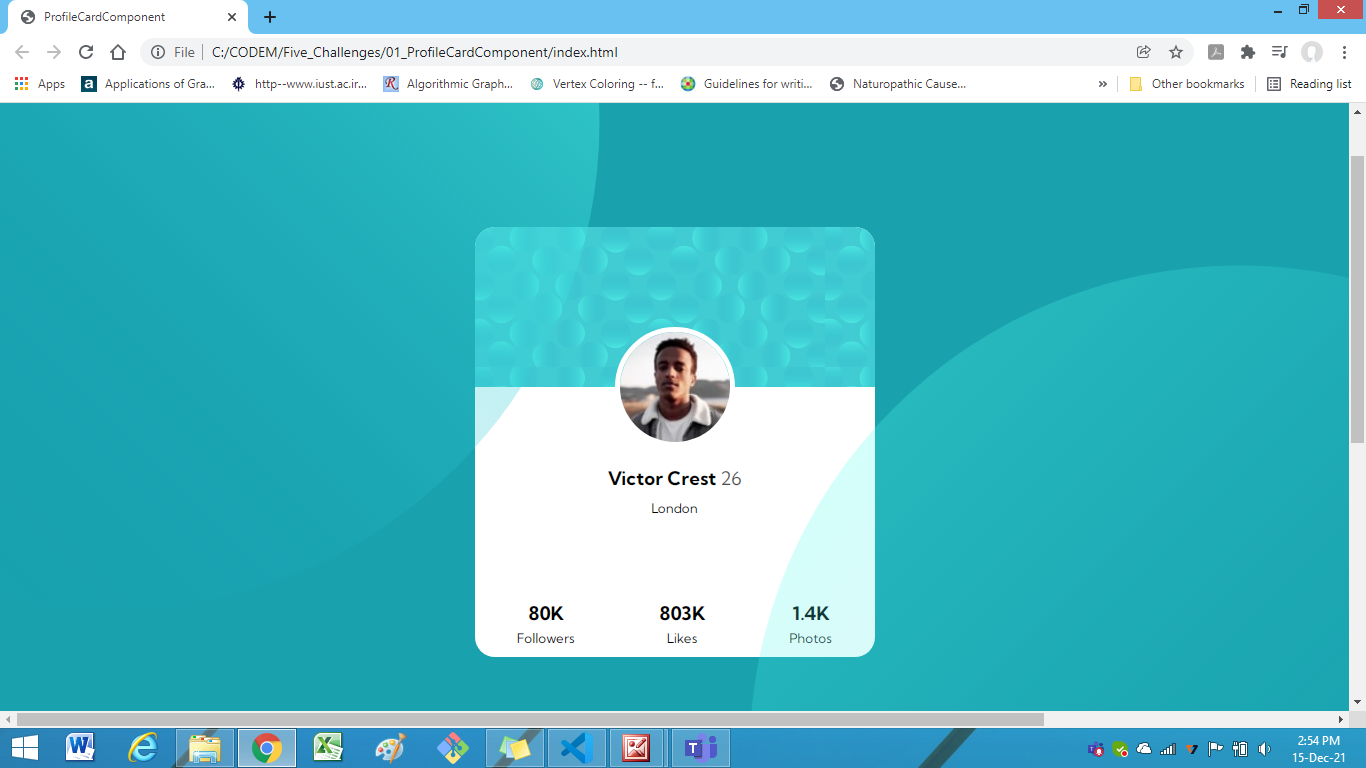 ProfileCardComponent
File C:/CODEM/Five_Challenges/01_ProfileCardComponent/index.html
Apps Applications of Gra... http--www.iust.ac.ir... Algorithmic Graph... Vertex Coloring -- f... Guidelines for writi... Naturopathic Cause... » Other bookmarks Reading list
Victor Crest 26
London
80K 803K 1.4K
Followers Likes Photos
2:54 PM
15-Dec-21